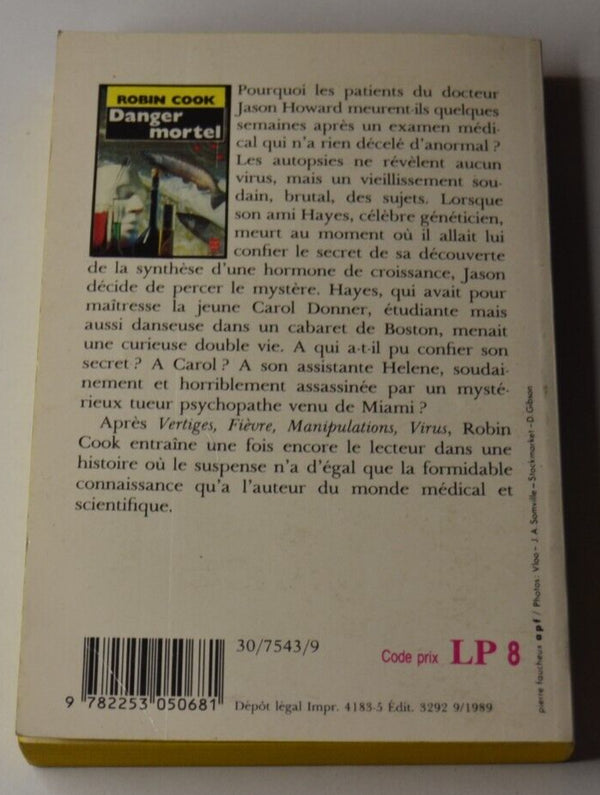 ROBIN COOK
Danger
mortel
Pourquoi les patients du docteur
Jason Howard meurent-ils quelques
semaines après un examen médi-
cal qui n'a rien décelé d'anormal ?
Les autopsies ne révèlent aucun
virus, mais un vieillissement sou-
dain, brutal, des sujets. Lorsque
son ami Hayes, célèbre généticien,
meurt au moment où il allait lui
confier le secret de sa découverte
de la synthèse d'une hormone de croissance, Jason
décide de percer le mystère. Hayes, qui avait pour
maîtresse la jeune Carol Donner, étudiante mais
aussi danseuse dans un cabaret de Boston, menait
une curieuse double vie. A qui a-t-il pu confier son
secret ? A Carol ? A son assistante Helene, soudai-
nement et horriblement assassinée par un mysté-
rieux tueur psychopathe venu de Miami ?
Après Vertiges, Fièvre, Manipulations, Virus, Robin
Cook entraîne une fois encore le lecteur dans une
histoire où le suspense n'a d'égal que la formidable
connaissance qu'a l'auteur du monde médical et
scientifique.
pierre faucheux apf / Photos : Vloo - J.A. Somville - Stockmarket - D. Gibson
30/7543/9
Code prix LP 8
9 782253 050681
Dépôt légal Impr. 4183-5 Édit. 3292 9/1989